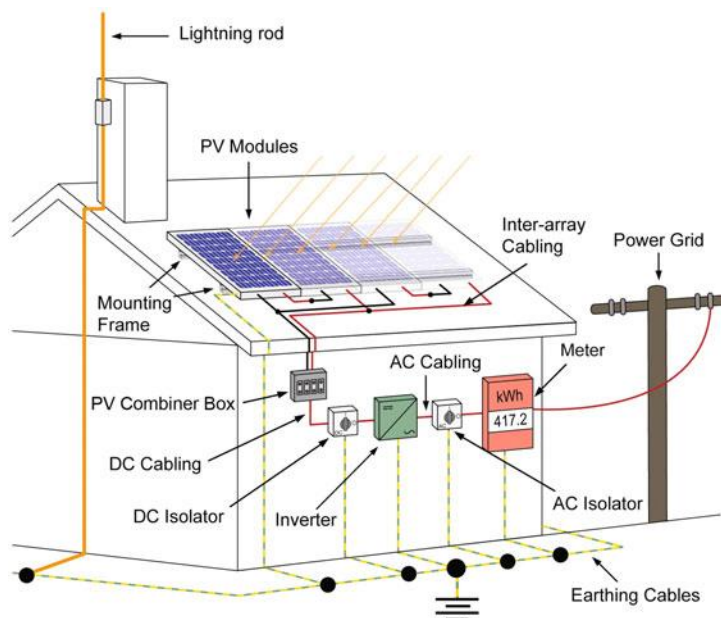 Lightning rod
PV Modules
Inter-array
Cabling
Power Grid
Mounting
Frame
AC Cabling
Meter
kWh
417.2
PV Combiner Box
DC Cabling
DC Isolator
Inverter
AC Isolator
Earthing Cables